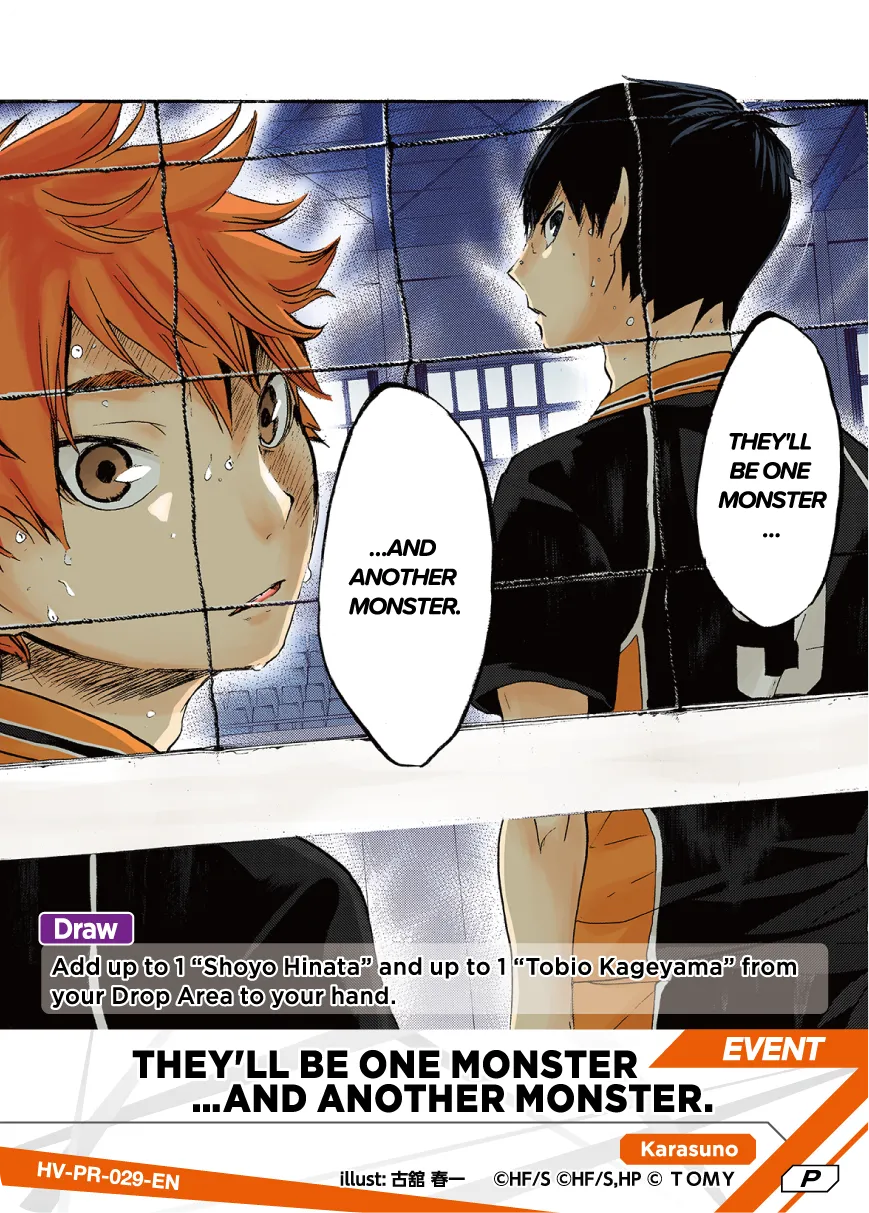 THEY'LL
BE ONE
MONSTER
...
...AND
ANOTHER
MONSTER.
Draw
Add up to 1 “Shoyo Hinata” and up to 1 “Tobio Kageyama” from
your Drop Area to your hand.
EVENT
THEY'LL BE ONE MONSTER
...AND ANOTHER MONSTER.
Karasuno
HV-PR-029-EN
illust: 古舘 春一 ©HF/S ©HF/S,HP © TOMY
P